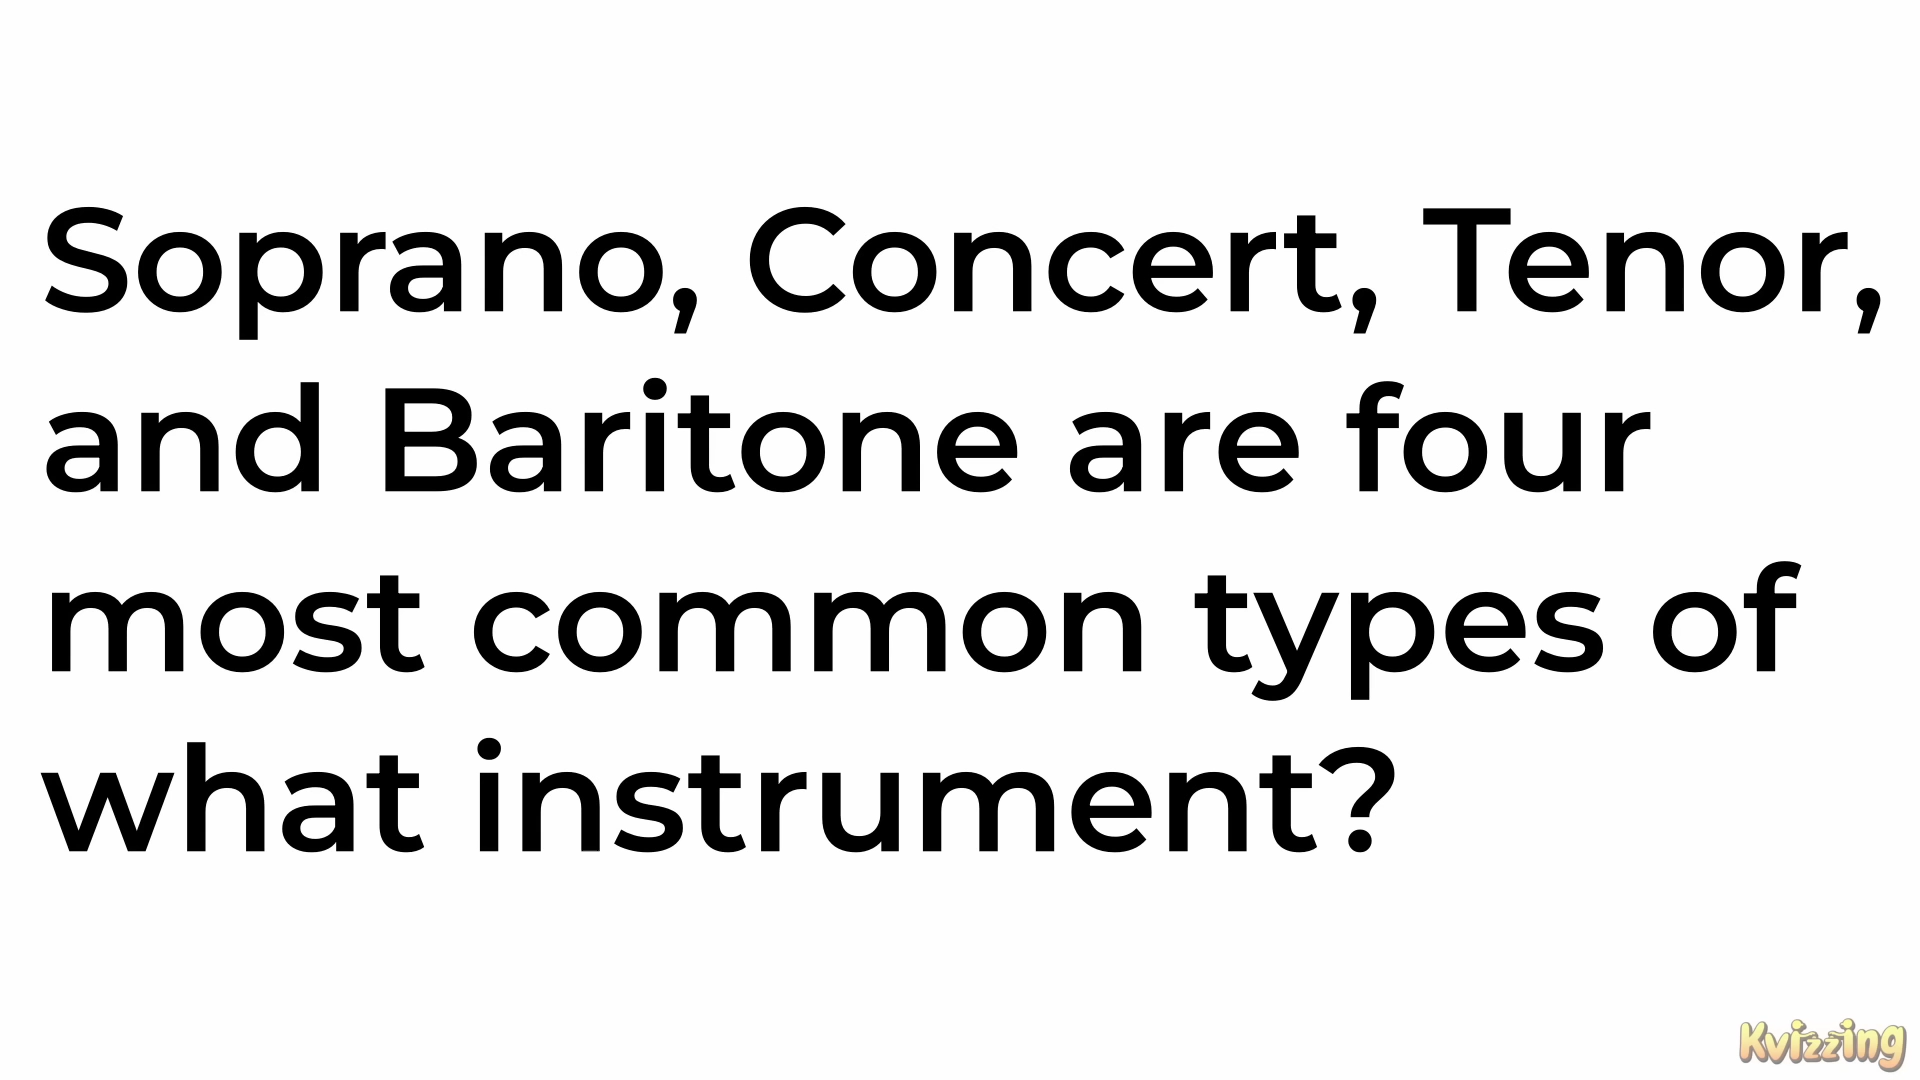 Soprano, Concert, Tenor,
and Baritone are four
most common types of
what instrument?
Kvizzing